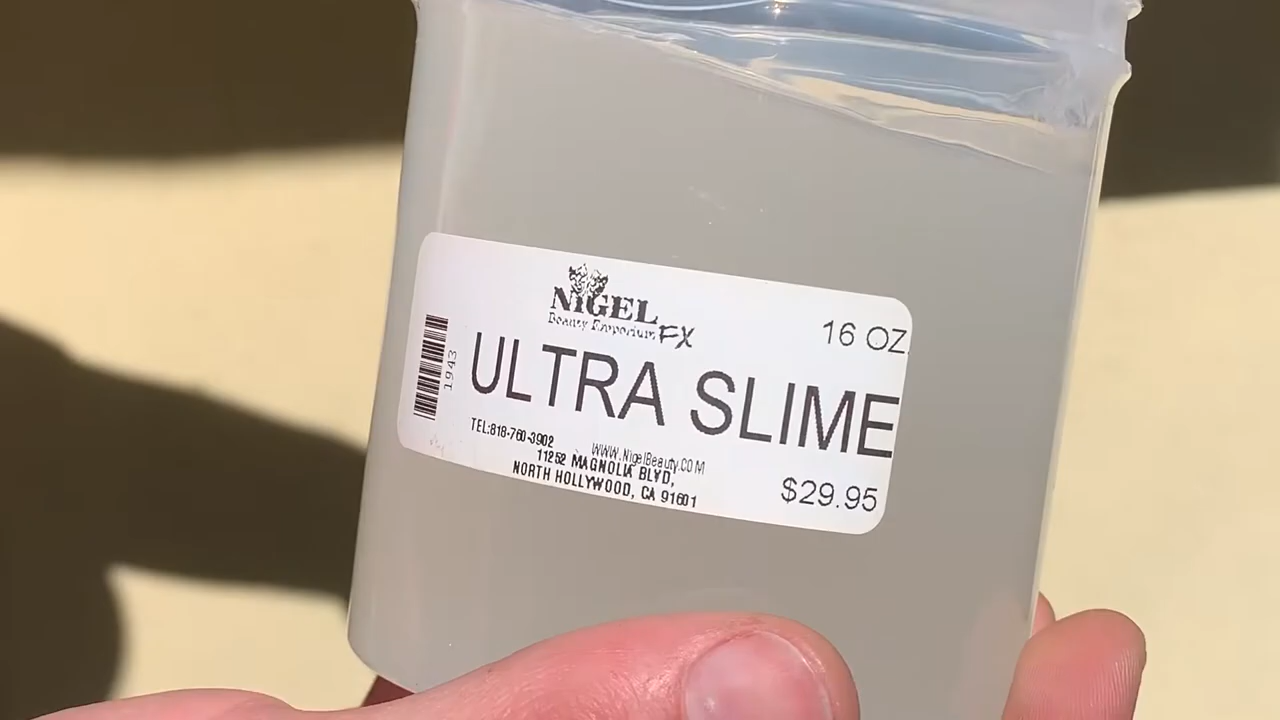 NIGEL
Beauty Emporium FX
16 OZ
ULTRA SLIME
1943
TEL:818-760-3902
WWW.NigelBeauty.COM
11252 MAGNOLIA BLVD,
NORTH HOLLYWOOD, CA 91601
$29.95